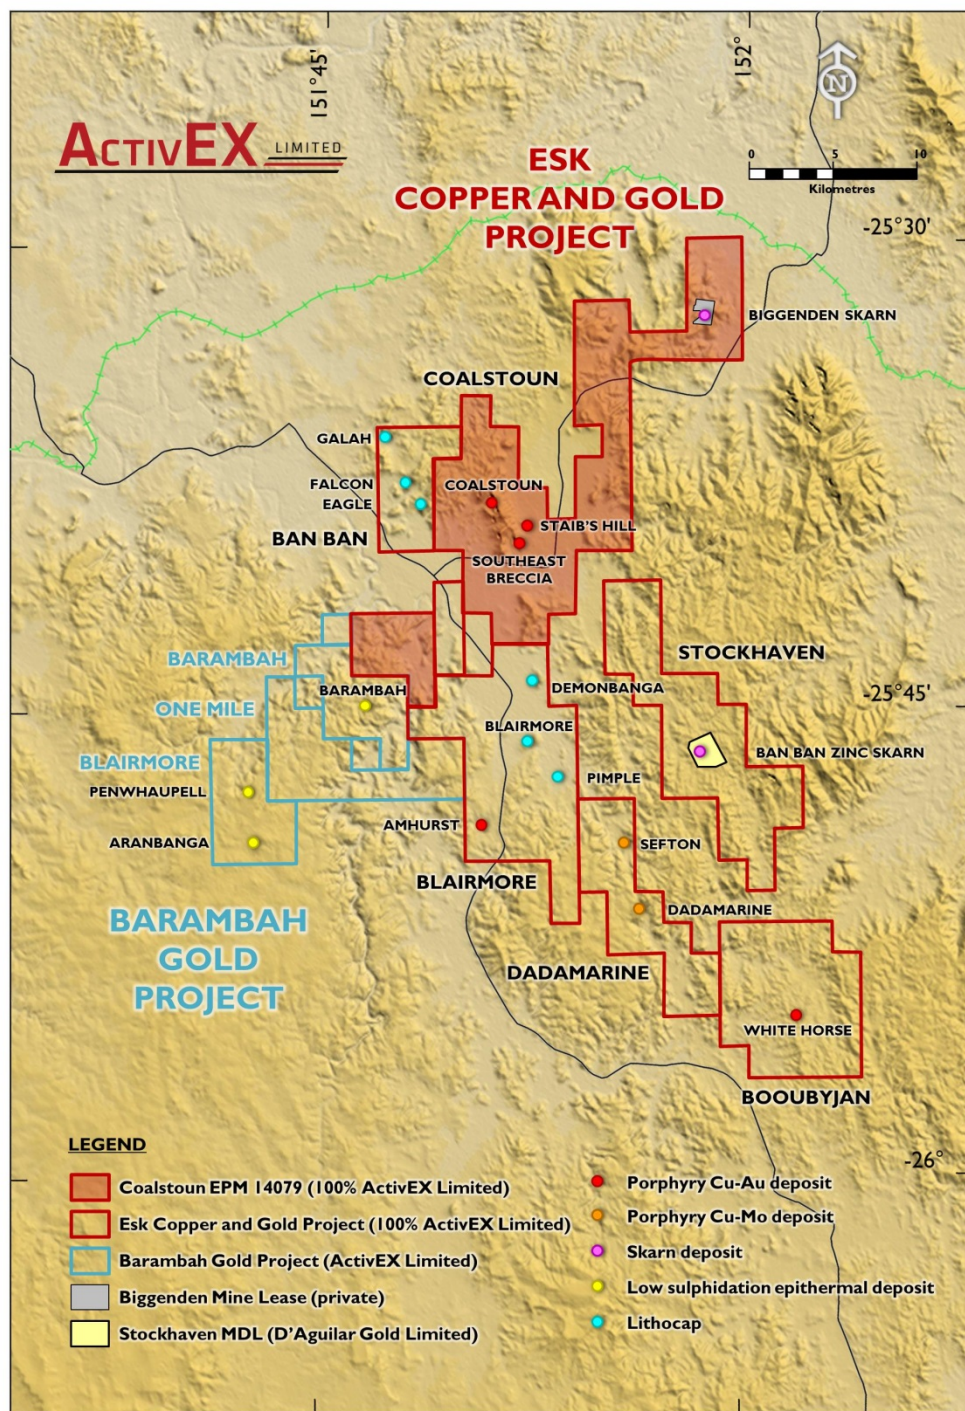 151°45'
152°
N
ACTIVEX LIMITED
0 10
Kilometres
ESK
COPPER AND GOLD
PROJECT
-25°30'
BIGGENDEN SKARN
COALSTOUN
GALAH
FALCON
COALSTOUN
EAGLE
STAIB'S HILL
BAN BAN
SOUTHEAST
BRECCIA
STOCKHAVEN
BARAMBAH
DEMONBANGA
BARAMBAH
-25°45'
ONE MILE
BLAIRMORE
BAN BAN ZINC SKARN
BLAIRMORE
PIMPLE
PENWHAUPELL
AMHURST
ARANBANGA
SEFTON
BLAIRMORE
DADAMARINE
BARAMBAH
GOLD
PROJECT
DADAMARINE
WHITE HORSE
BOOUBYJAN
LEGEND
-26°
Coalstoun EPM 14079 (100% ActivEX Limited)
Esk Copper and Gold Project (100% ActivEX Limited)
Barambah Gold Project (ActivEX Limited)
Biggenden Mine Lease (private)
Stockhaven MDL (D'Aguilar Gold Limited)
Porphyry Cu-Au deposit
Porphyry Cu-Mo deposit
Skarn deposit
Low sulphidation epithermal deposit
Lithocap
5